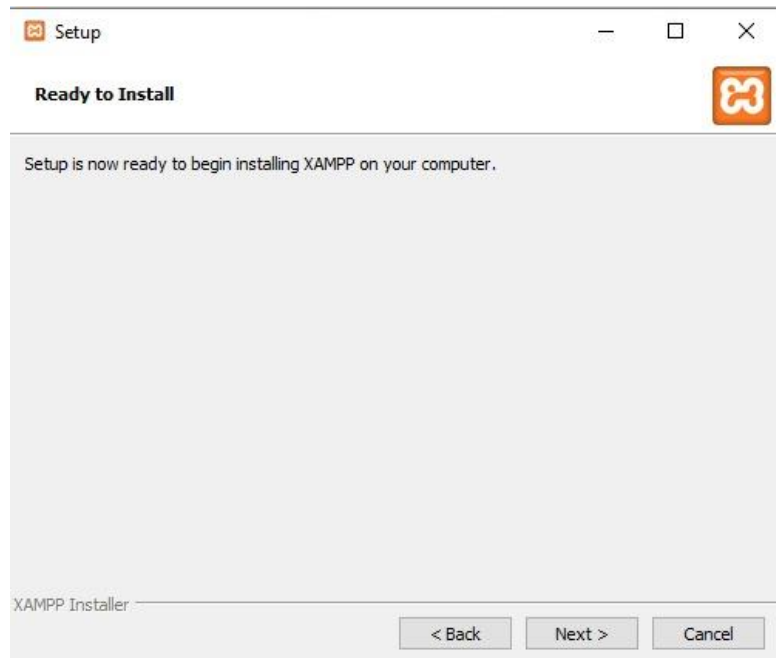 Setup
Ready to Install
Setup is now ready to begin installing XAMPP on your computer.
XAMPP Installer
< Back Next > Cancel